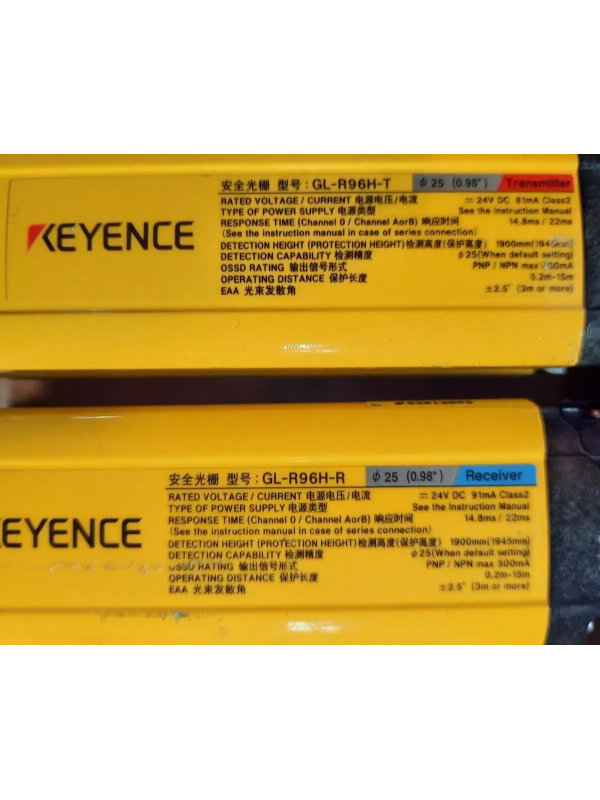 KEYENCE
安全光栅 型号: GL-R96H-T ϕ25 (0.98") Transmitter
RATED VOLTAGE / CURRENT 电源电压/电流 ⎓ 24V DC 81mA Class2
TYPE OF POWER SUPPLY 电源类型 See the Instruction Manual
RESPONSE TIME (Channel 0 / Channel AorB) 响应时间 14.8ms / 22ms
(See the instruction manual in case of series connection)
DETECTION HEIGHT (PROTECTION HEIGHT) 检测高度(保护高度) 1900mm(1945mm)
DETECTION CAPABILITY 检测精度 ϕ25(When default setting)
OSSD RATING 输出信号形式 PNP / NPN max
OPERATING DISTANCE 保护长度 0.2m-15m
EAA 光束发散角 ±2.5° (3m or more)
EYENCE
安全光栅 型号: GL-R96H-R ϕ25 (0.98") Receiver
RATED VOLTAGE / CURRENT 电源电压/电流 ⎓ 24V DC 91mA Class2
TYPE OF POWER SUPPLY 电源类型 See the Instruction Manual
RESPONSE TIME (Channel 0 / Channel AorB) 响应时间 14.8ms / 22ms
(See the instruction manual in case of series connection)
DETECTION HEIGHT (PROTECTION HEIGHT) 检测高度(保护高度) 1900mm(1945mm)
DETECTION CAPABILITY 检测精度 ϕ25(When default setting)
OSSD RATING 输出信号形式 PNP / NPN max 500mA
OPERATING DISTANCE 保护长度 0.2m-15m
EAA 光束发散角 ±2.5° (3m or more)